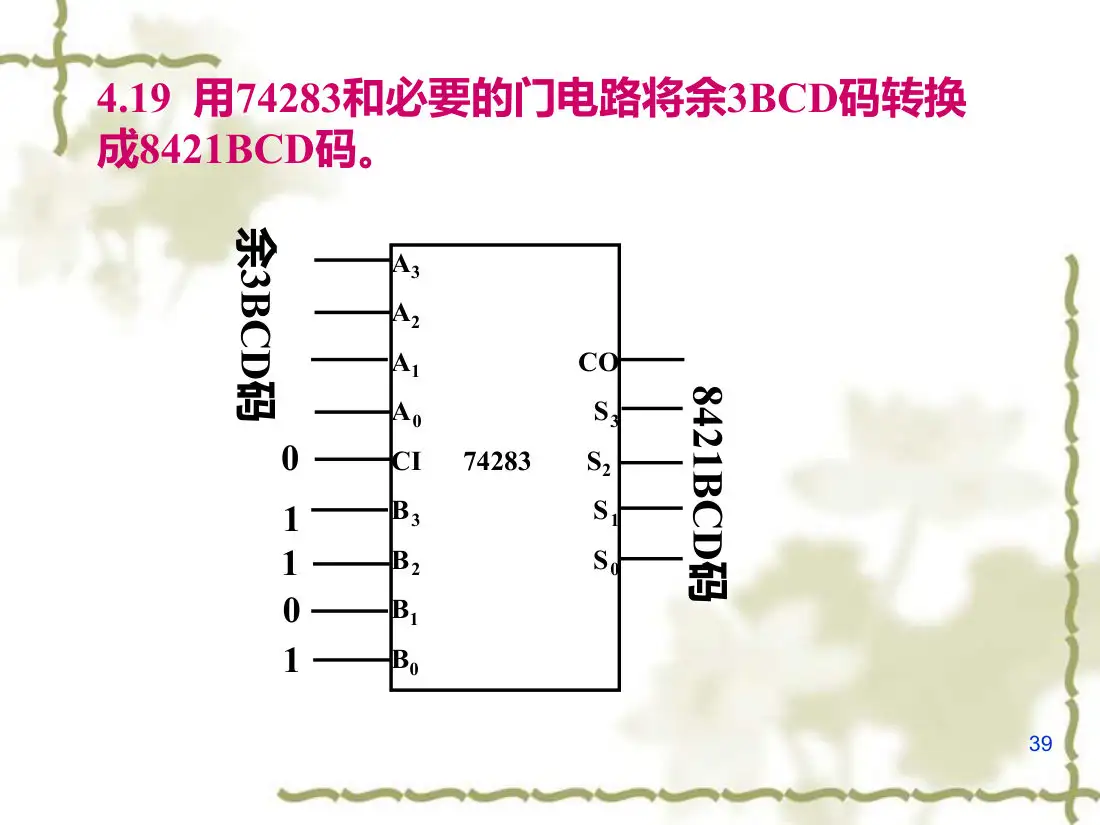 4.19 用74283和必要的门电路将余3BCD码转换
成8421BCD码。
余3BCD码
A3
A2
A1
A0
0 CI
1 B3
1 B2
0 B1
1 B0
74283
CO
S3
S2
S1
S0
8421BCD码
39